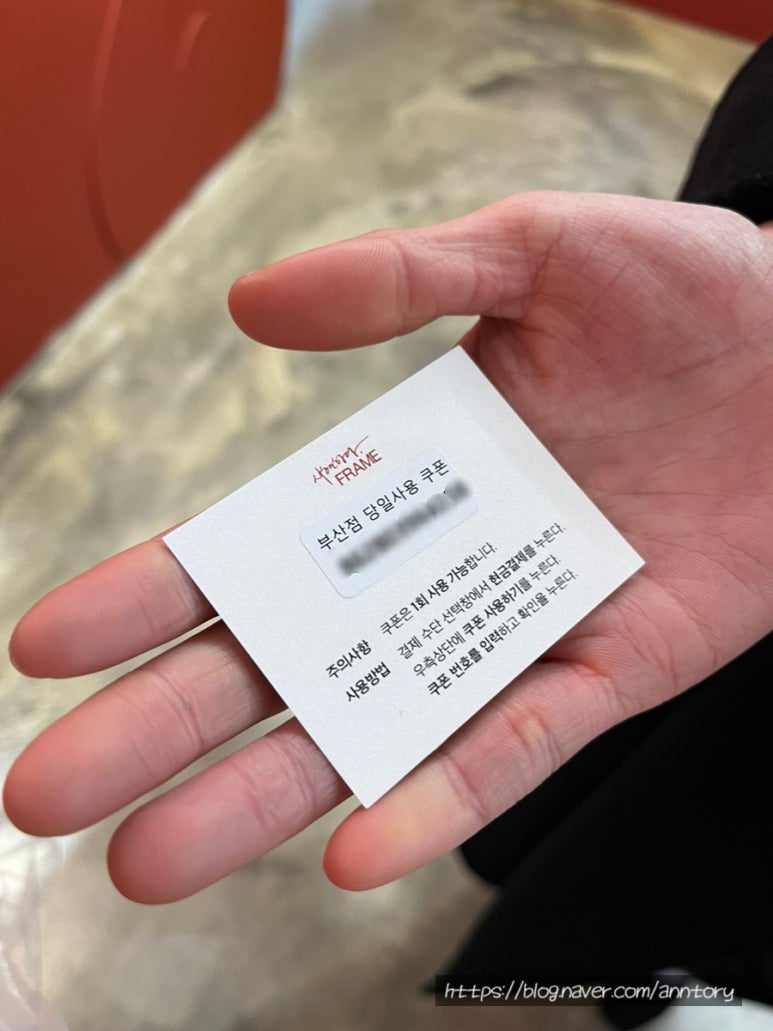 FRAME
부산점 당일사용 쿠폰
주의사항 쿠폰은 1회 사용 가능합니다.
사용방법 결제 수단 선택창에서 현금결제를 누른다.
우측상단에 쿠폰 사용하기를 누른다.
쿠폰 번호를 입력하고 확인을 누른다.
https://blog.naver.com/anntory